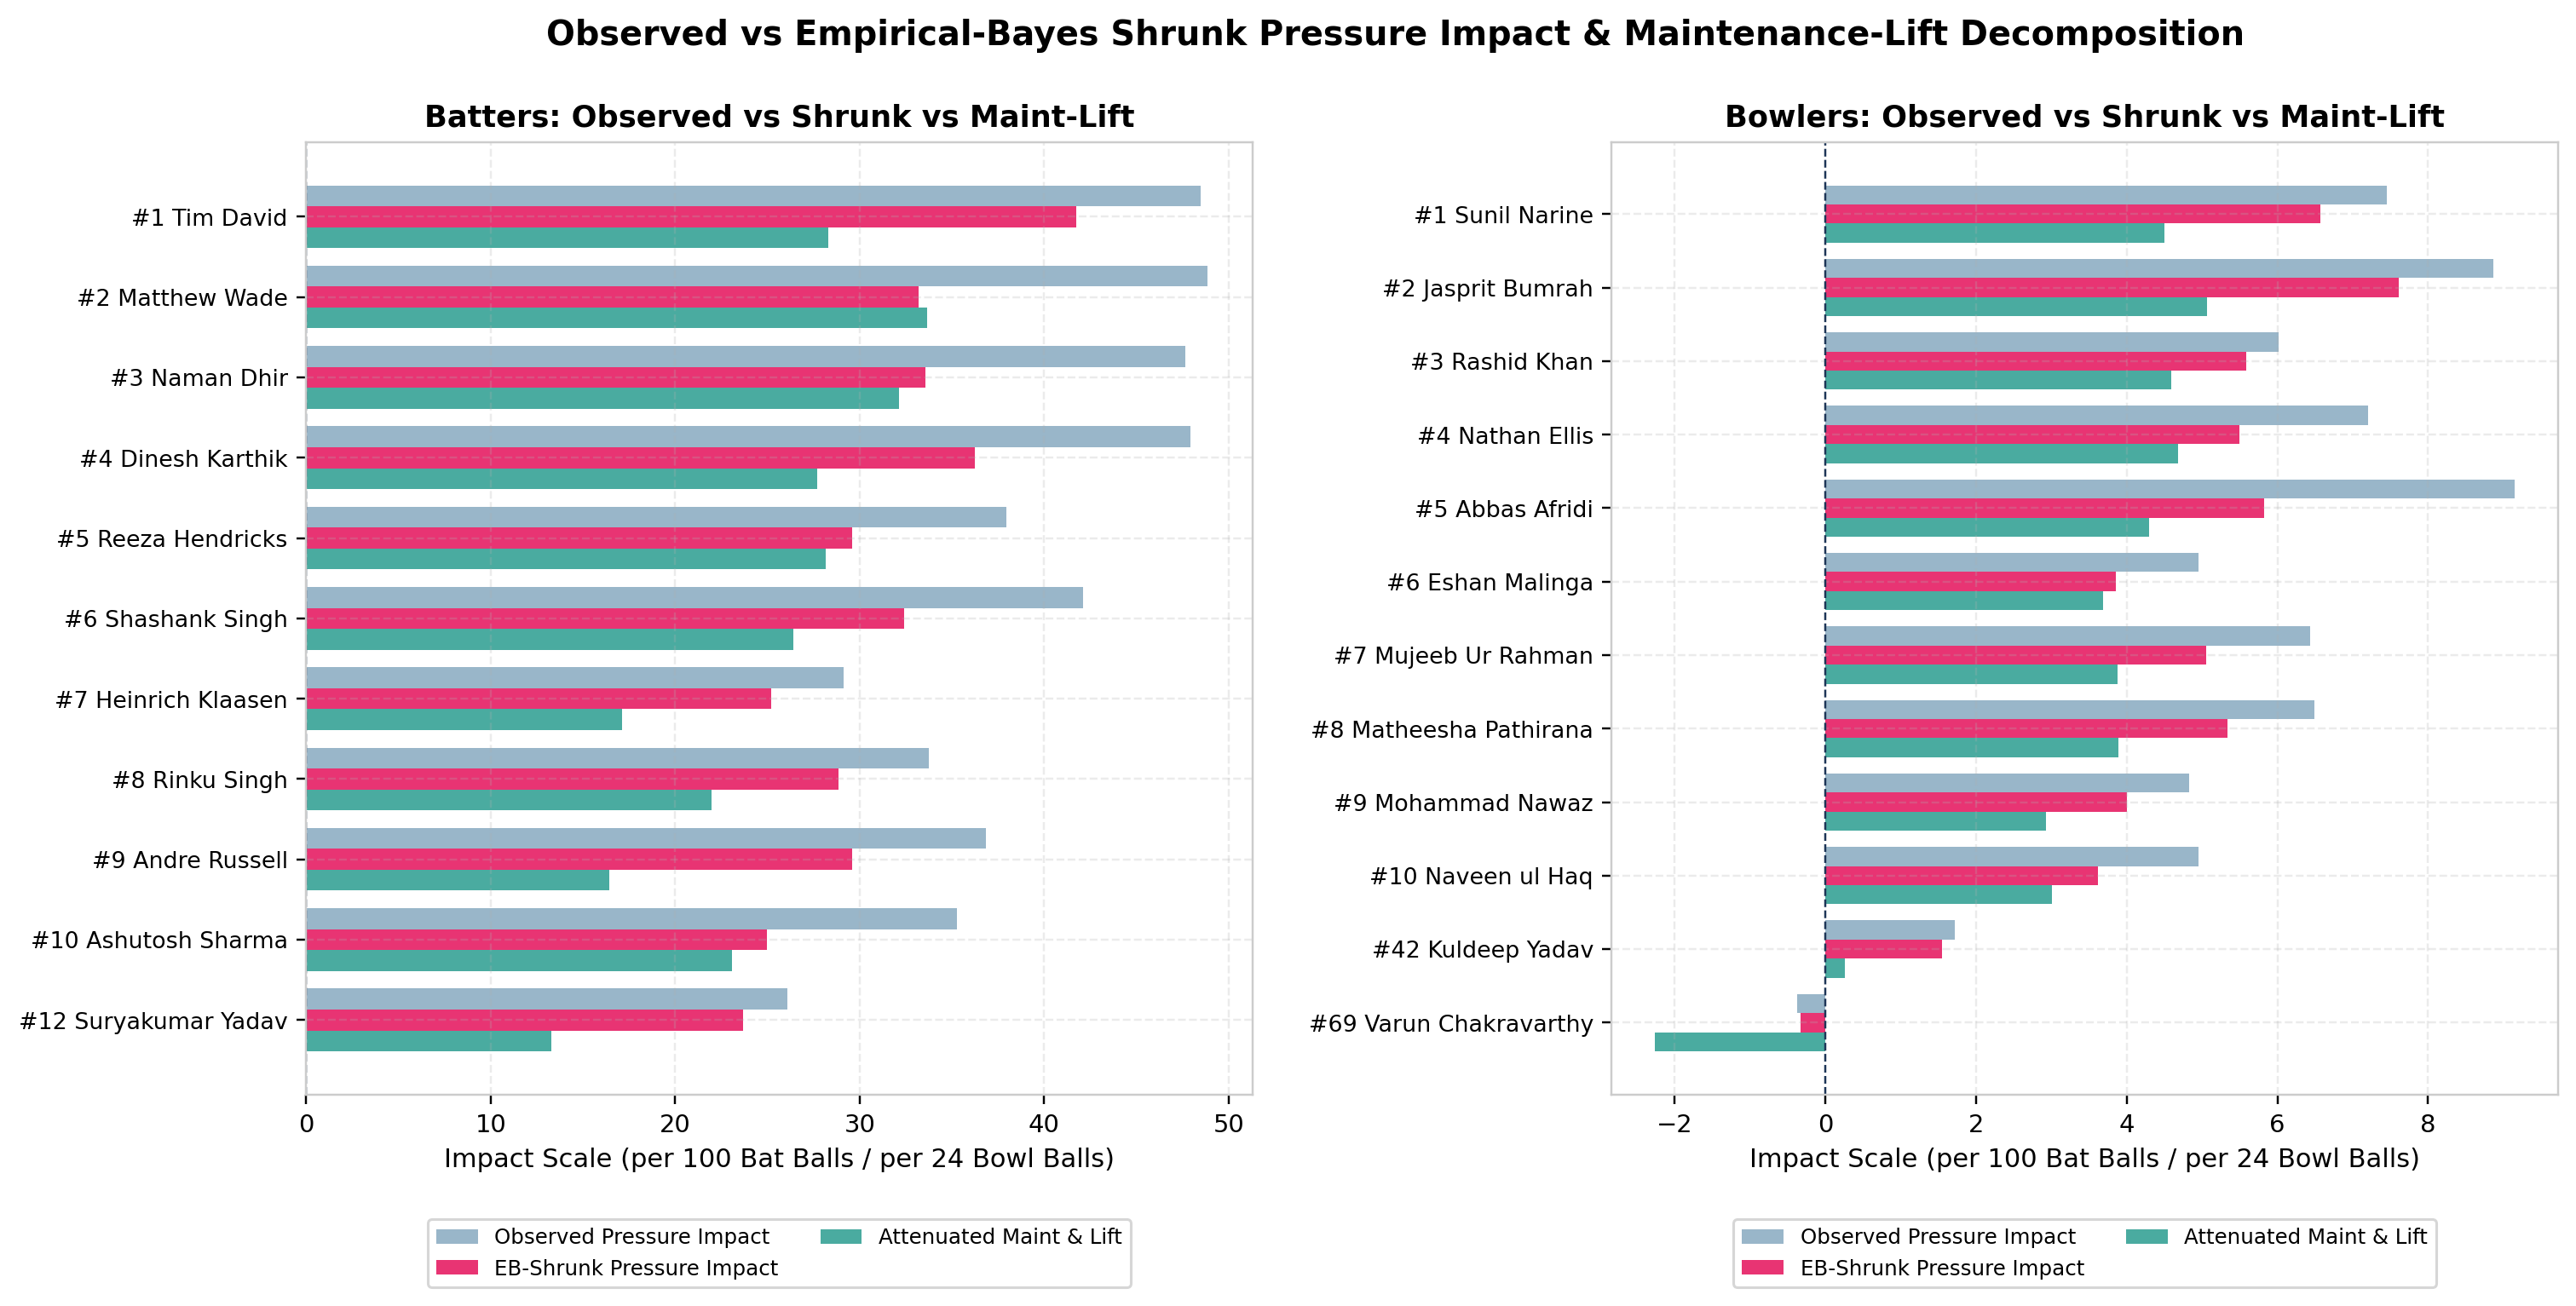 Observed vs Empirical-Bayes Shrunk Pressure Impact & Maintenance-Lift Decomposition
Batters: Observed vs Shrunk vs Maint-Lift
#1 Tim David
#2 Matthew Wade
#3 Naman Dhir
#4 Dinesh Karthik
#5 Reeza Hendricks
#6 Shashank Singh
#7 Heinrich Klaasen
#8 Rinku Singh
#9 Andre Russell
#10 Ashutosh Sharma
#12 Suryakumar Yadav
0 10 20 30 40 50
Impact Scale (per 100 Bat Balls / per 24 Bowl Balls)
Observed Pressure Impact
EB-Shrunk Pressure Impact
Attenuated Maint & Lift
Bowlers: Observed vs Shrunk vs Maint-Lift
#1 Sunil Narine
#2 Jasprit Bumrah
#3 Rashid Khan
#4 Nathan Ellis
#5 Abbas Afridi
#6 Eshan Malinga
#7 Mujeeb Ur Rahman
#8 Matheesha Pathirana
#9 Mohammad Nawaz
#10 Naveen ul Haq
#42 Kuldeep Yadav
#69 Varun Chakravarthy
−2 0 2 4 6 8
Impact Scale (per 100 Bat Balls / per 24 Bowl Balls)
Observed Pressure Impact
EB-Shrunk Pressure Impact
Attenuated Maint & Lift